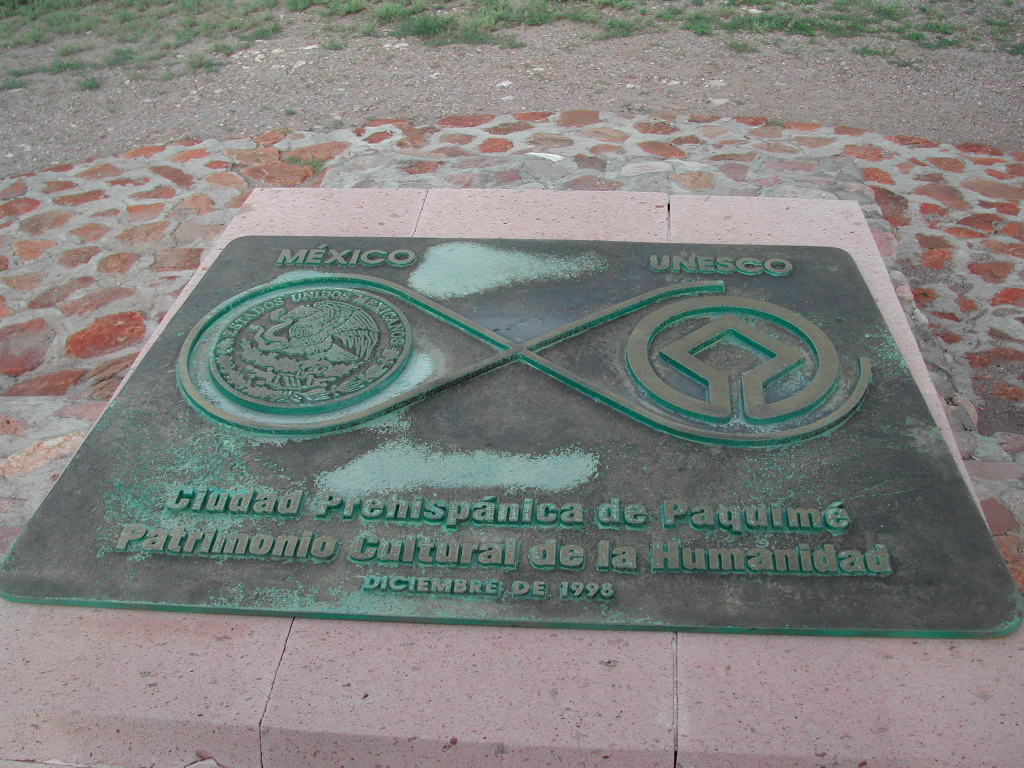 MÉXICO
UNESCO
ESTADOS UNIDOS MEXICANOS
Ciudad Prehispánica de Paquimé
Patrimonio Cultural de la Humanidad
DICIEMBRE DE 1998